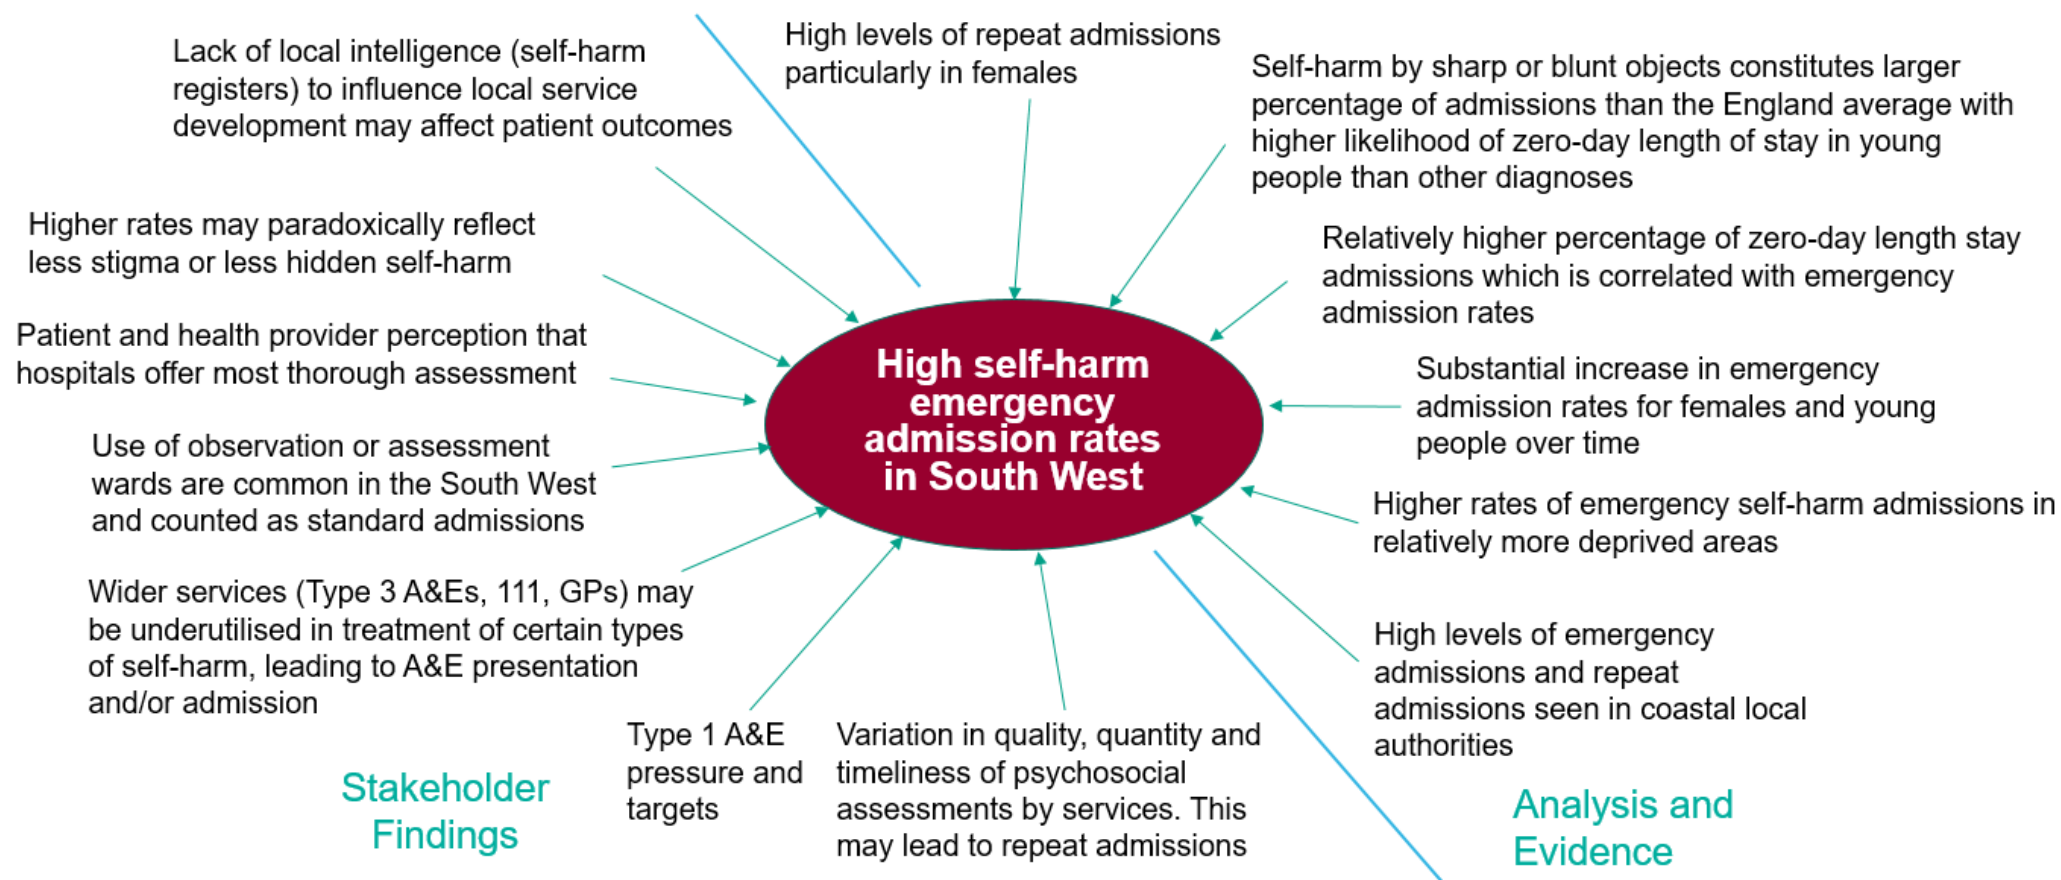 Lack of local intelligence (self-harm
registers) to influence local service
development may affect patient outcomes
High levels of repeat admissions
particularly in females
Self-harm by sharp or blunt objects constitutes larger
percentage of admissions than the England average with
higher likelihood of zero-day length of stay in young
people than other diagnoses
Higher rates may paradoxically reflect
less stigma or less hidden self-harm
Relatively higher percentage of zero-day length stay
admissions which is correlated with emergency
admission rates
Patient and health provider perception that
hospitals offer most thorough assessment
High self-harm
emergency
admission rates
in South West
Substantial increase in emergency
admission rates for females and young
people over time
Use of observation or assessment
wards are common in the South West
and counted as standard admissions
Higher rates of emergency self-harm admissions in
relatively more deprived areas
Wider services (Type 3 A&Es, 111, GPs) may
be underutilised in treatment of certain types
of self-harm, leading to A&E presentation
and/or admission
High levels of emergency
admissions and repeat
admissions seen in coastal local
authorities
Type 1 A&E
pressure and
targets
Variation in quality, quantity and
timeliness of psychosocial
assessments by services. This
may lead to repeat admissions
Stakeholder
Findings
Analysis and
Evidence